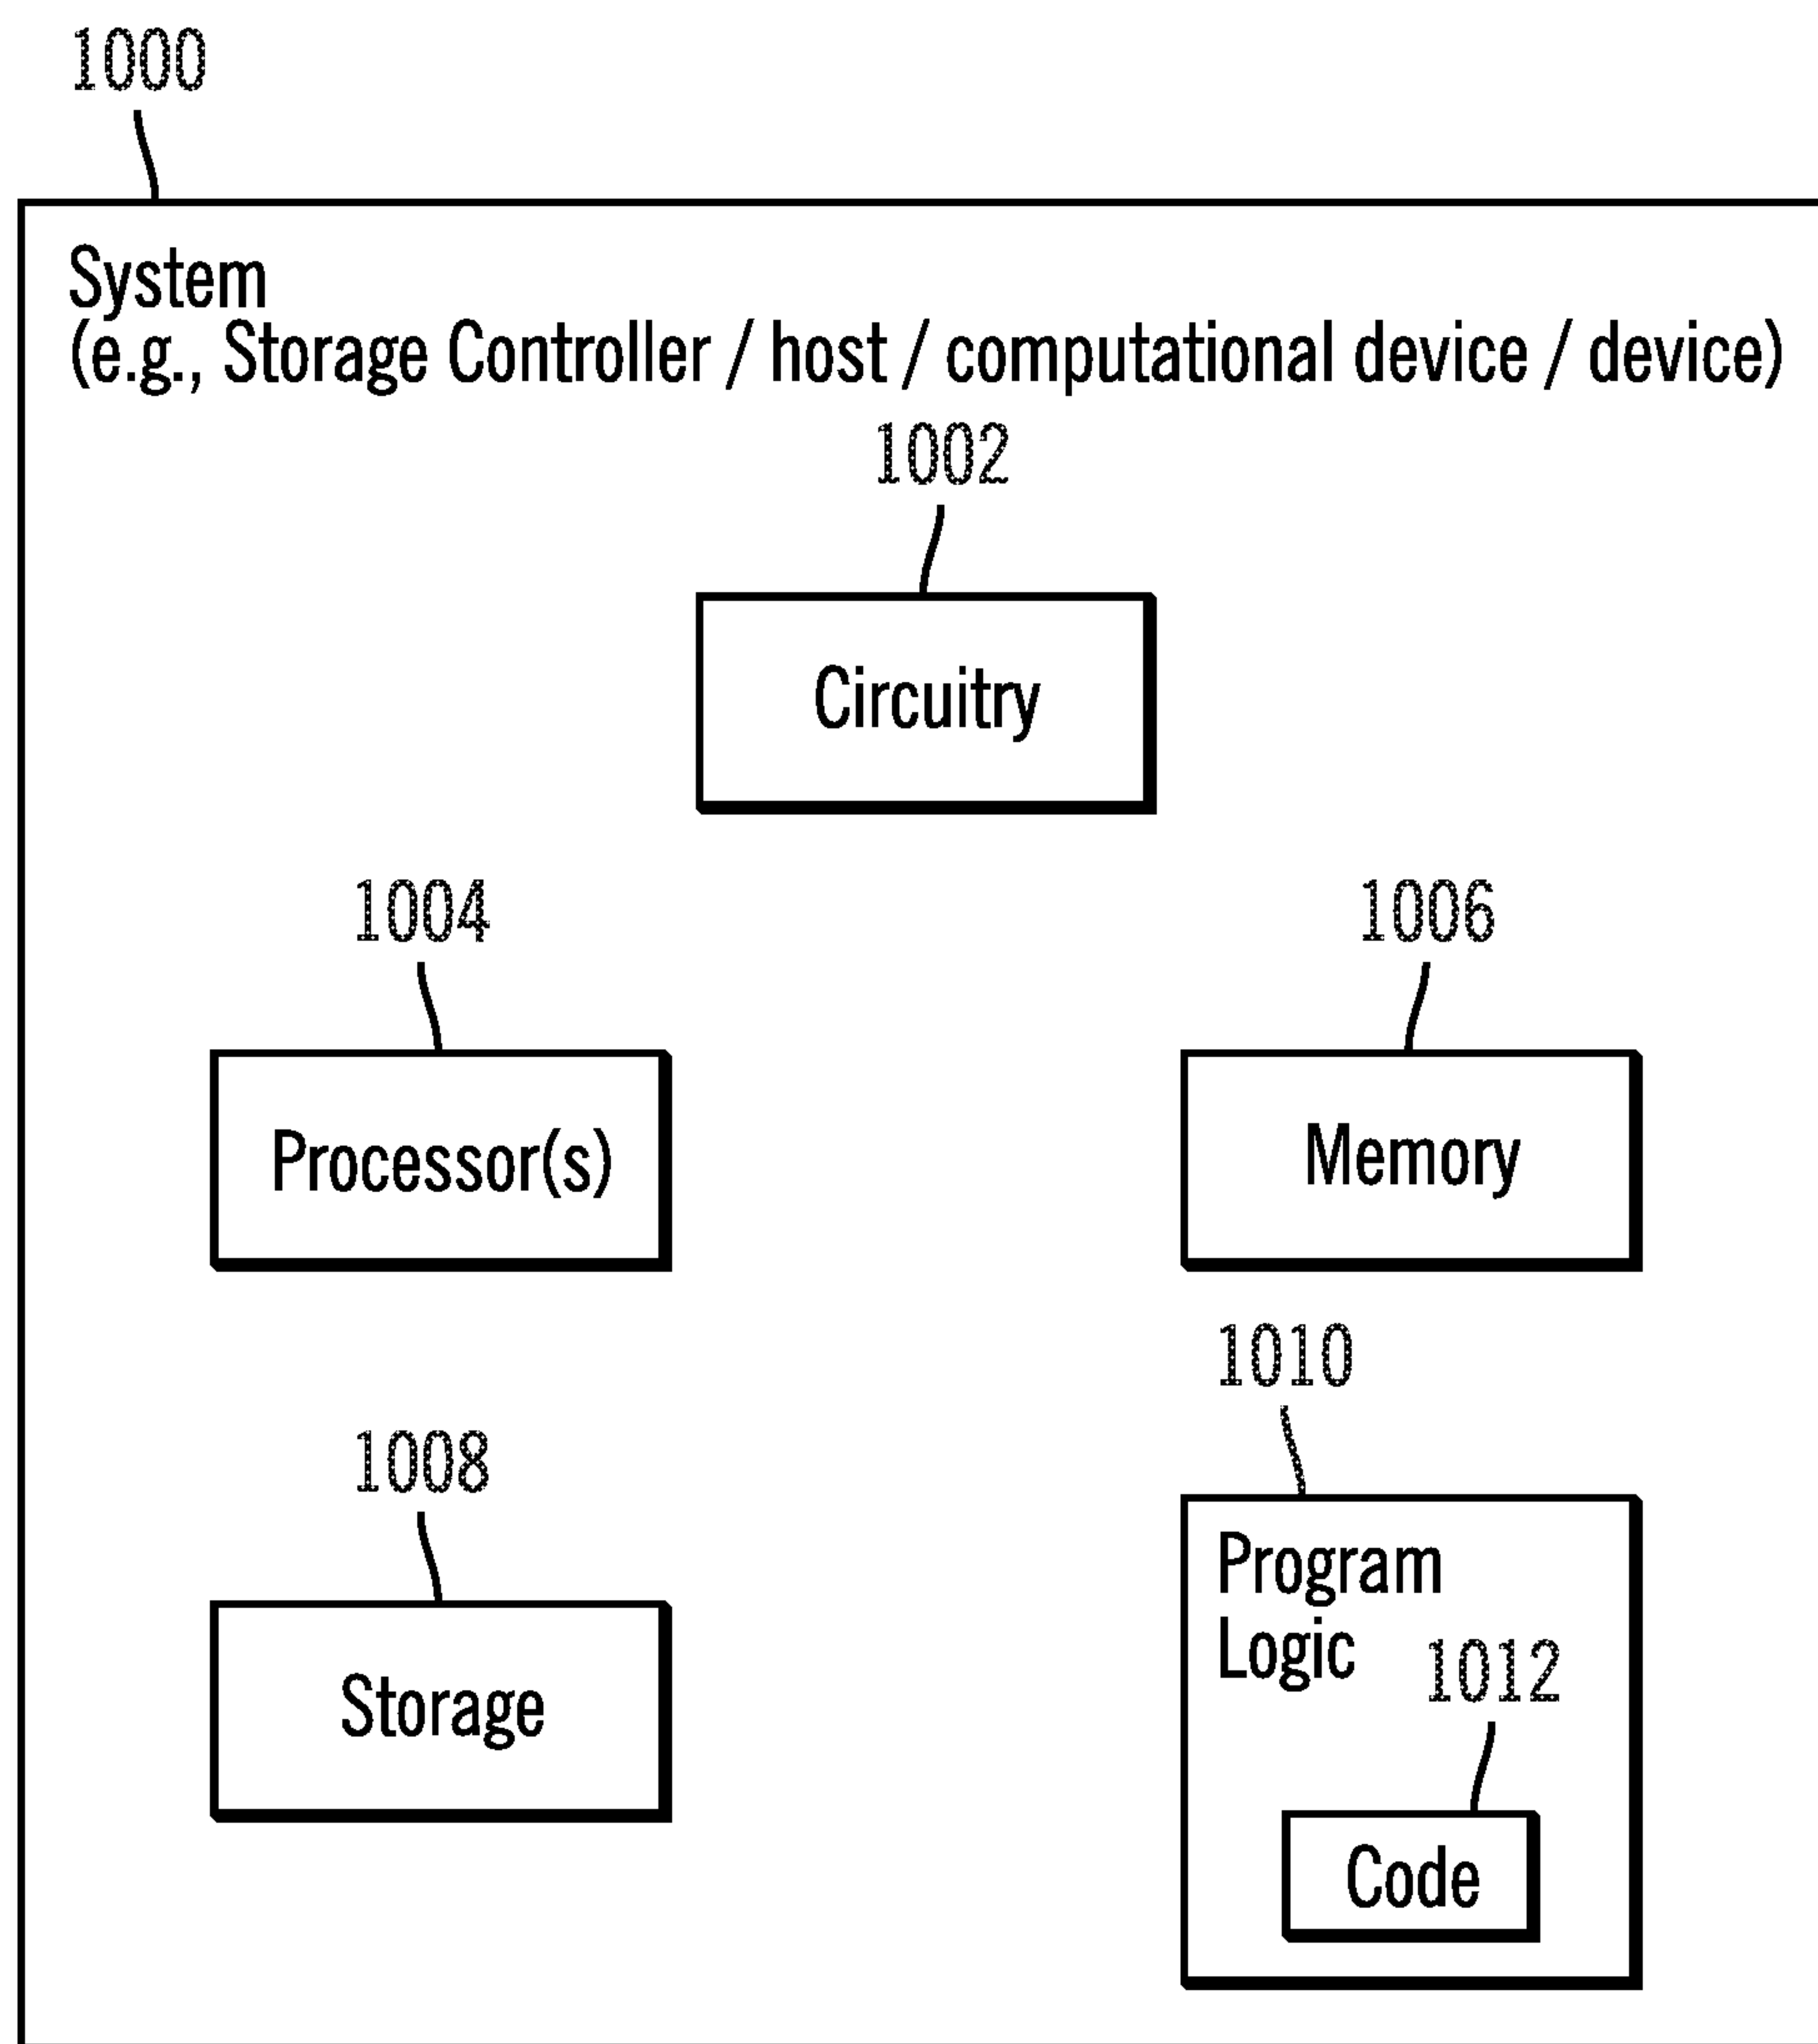 1000
System
(e.g., Storage Controller / host / computational device / device)
1002
Circuitry
1004
1006
Processor(s)
Memory
1010
1008
Program
Logic
1012
Storage
Code